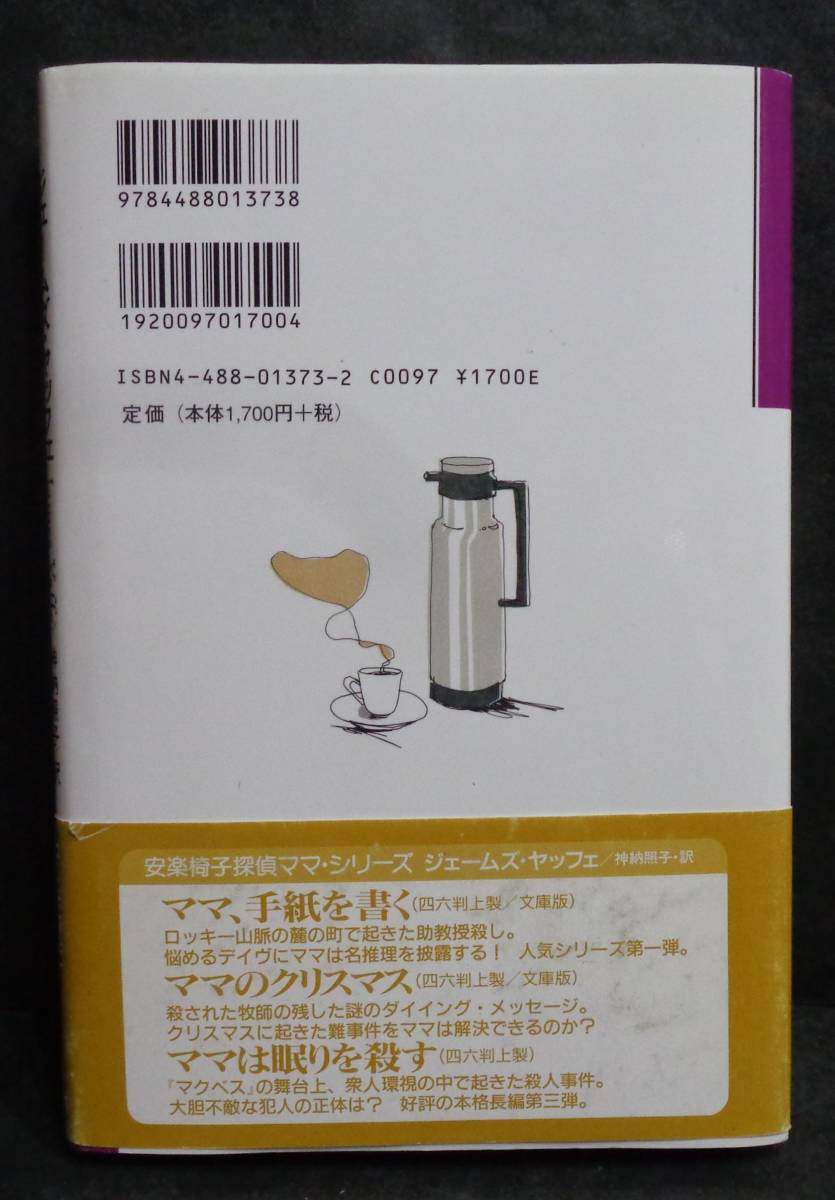 9784488013738
1920097017004
ISBN4-488-01373-2 C0097 ¥1700E
定価（本体1,700円＋税）
安楽椅子探偵ママ・シリーズ ジェームズ・ヤッフェ／神納照子・訳
ママ、手紙を書く（四六判上製／文庫版）
ロッキー山脈の麓の町で起きた助教授殺し。
悩めるデイヴにママは名推理を披露する！ 人気シリーズ第一弾。
ママのクリスマス（四六判上製／文庫版）
殺された牧師の残した謎のダイイング・メッセージ。
クリスマスに起きた難事件をママは解決できるのか？
ママは眠りを殺す（四六判上製）
『マクベス』の舞台上、衆人環視の中で起きた殺人事件。
大胆不敵な犯人の正体は？ 好評の本格長編第三弾。